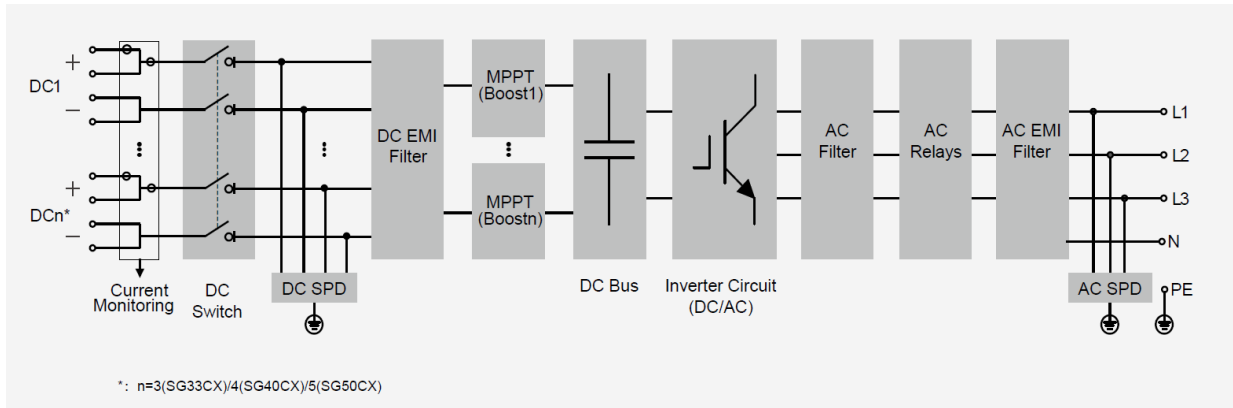 +
DC1
−
+
DCn*
−
Current
Monitoring
DC
Switch
DC SPD
DC EMI
Filter
MPPT
(Boost1)
MPPT
(Boostn)
DC Bus
Inverter Circuit
(DC/AC)
AC
Filter
AC
Relays
AC EMI
Filter
L1
L2
L3
N
AC SPD
PE
*: n=3(SG33CX)/4(SG40CX)/5(SG50CX)